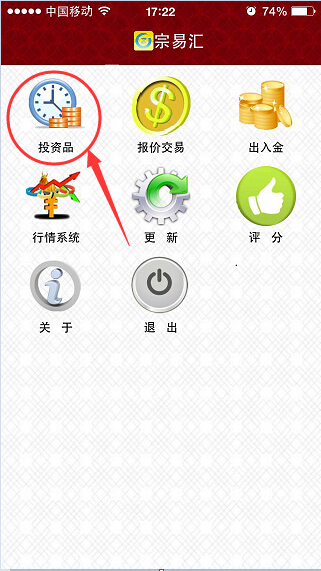 中国移动 17:22 74%
宗易汇
投资品 报价交易 出入金
行情系统 更 新 评 分
关 于 退 出